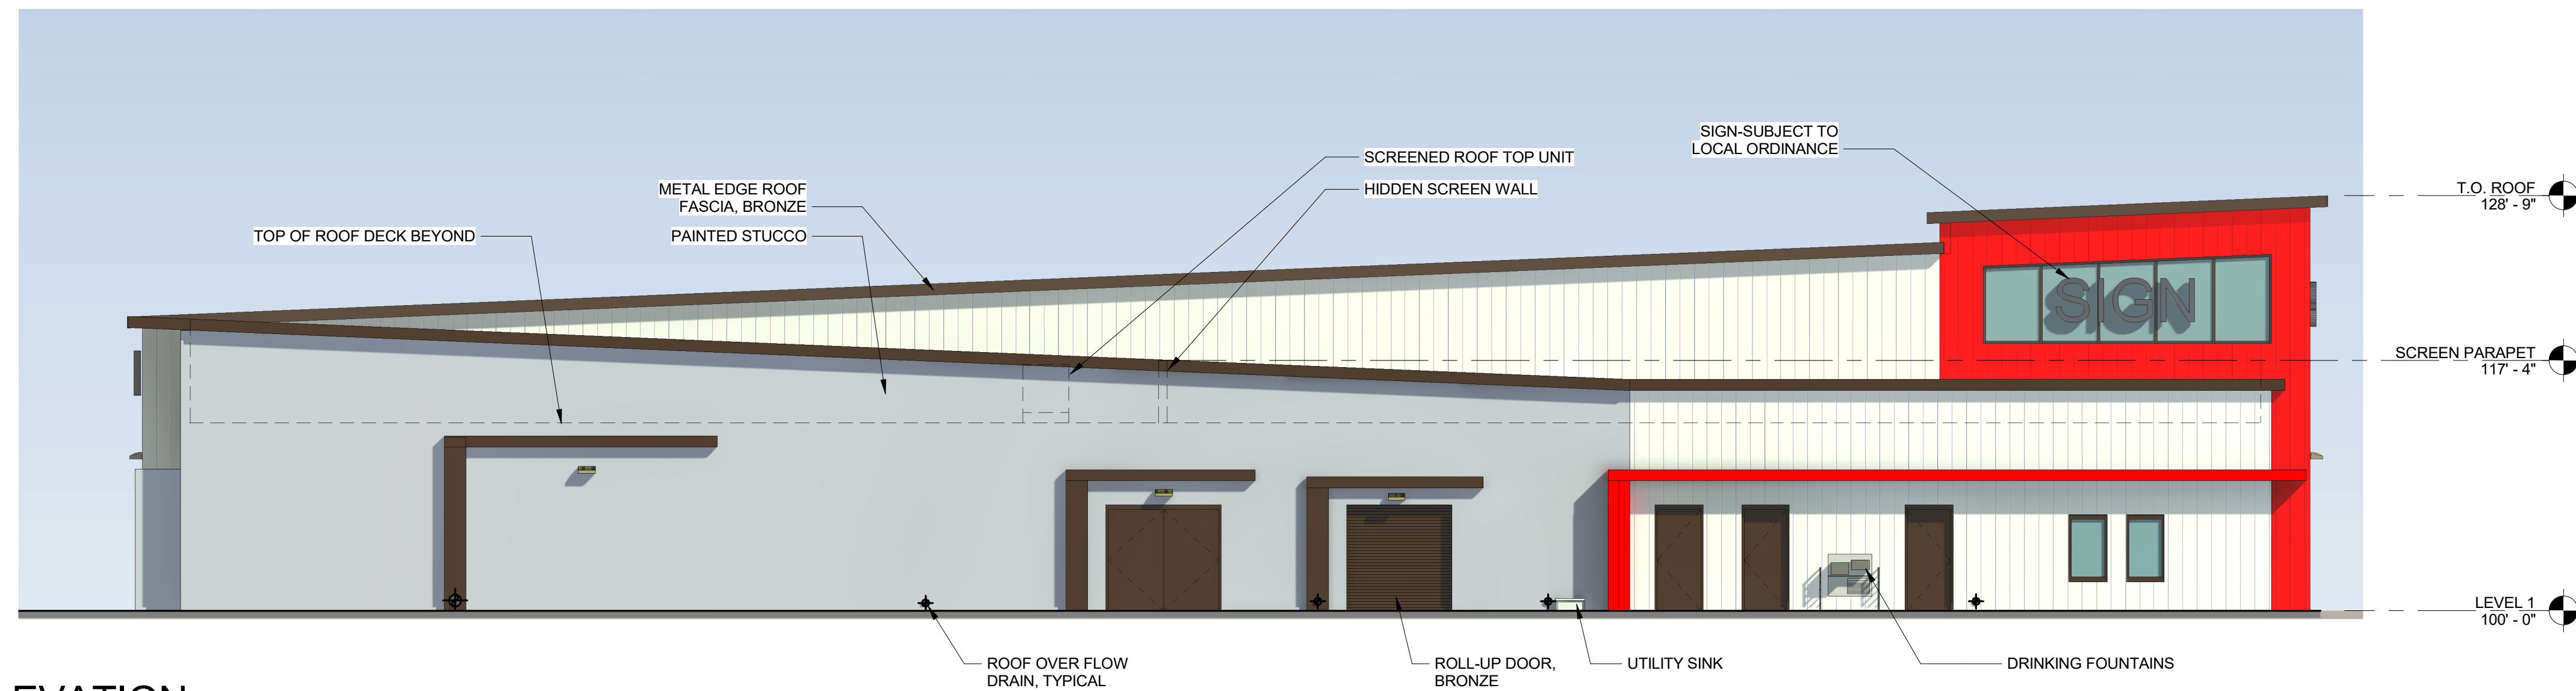 SIGN-SUBJECT TO
LOCAL ORDINANCE
SCREENED ROOF TOP UNIT
HIDDEN SCREEN WALL
METAL EDGE ROOF
FASCIA, BRONZE
TOP OF ROOF DECK BEYOND
PAINTED STUCCO
T.O. ROOF
128' - 9"
SIGN
SCREEN PARAPET
117' - 4"
LEVEL 1
100' - 0"
ROOF OVER FLOW
DRAIN, TYPICAL
ROLL-UP DOOR,
BRONZE
UTILITY SINK
DRINKING FOUNTAINS
EVATION